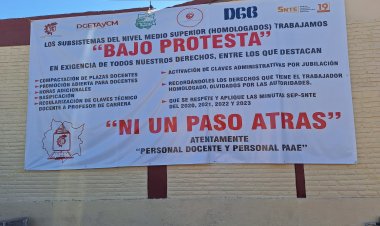 DGETAYCM
DGB
SNTE
19
LOS SUBSISTEMAS DEL NIVEL MEDIO SUPERIOR (HOMOLOGADOS) TRABAJAMOS
"BAJO PROTESTA"
EN EXIGENCIA DE TODOS NUESTROS DERECHOS, ENTRE LOS QUE DESTACAN
COMPACTACIÓN DE PLAZAS DOCENTES
PROMOCIÓN ABIERTA PARA DOCENTES
HORAS ADICIONALES
BASIFICACIÓN
REGULARIZACIÓN DE CLAVES TÉCNICO
DOCENTE A PROFESOR DE CARRERA
ACTIVACIÓN DE CLAVES ADMINISTRATIVAS POR JUBILACIÓN
RECORDÁNDOLES LOS DERECHOS QUE TIENE EL TRABAJADOR
HOMOLOGADO, OLVIDADOS POR LAS AUTORIDADES.
QUE SE RESPETE Y APLIQUE LAS MINUTAS SEP-SNTE
DEL 2020, 2021, 2022 y 2023
"NI UN PASO ATRAS"
ATENTAMENTE
"PERSONAL DOCENTE Y PERSONAL PAAE"